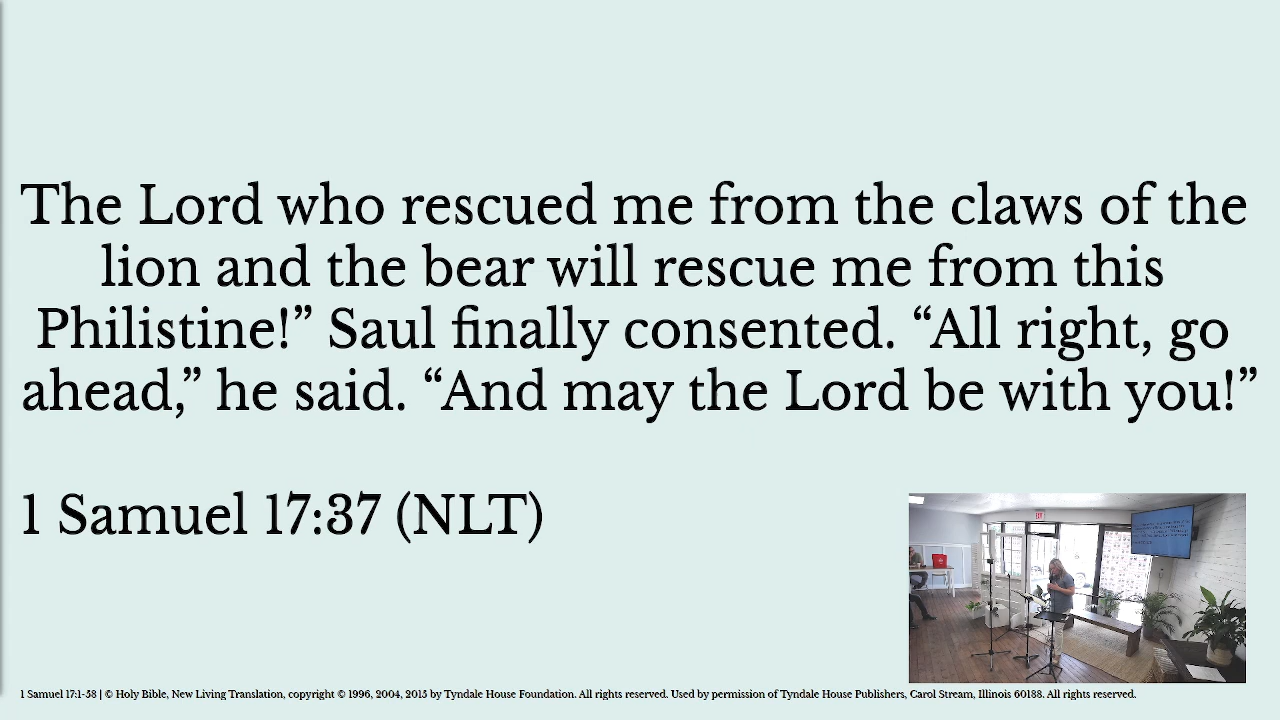 The Lord who rescued me from the claws of the
lion and the bear will rescue me from this
Philistine!” Saul finally consented. “All right, go
ahead,” he said. “And may the Lord be with you!”
1 Samuel 17:37 (NLT)
1 Samuel 17:1-58 | © Holy Bible, New Living Translation, copyright © 1996, 2004, 2015 by Tyndale House Foundation. All rights reserved. Used by permission of Tyndale House Publishers, Carol Stream, Illinois 60188. All rights reserved.